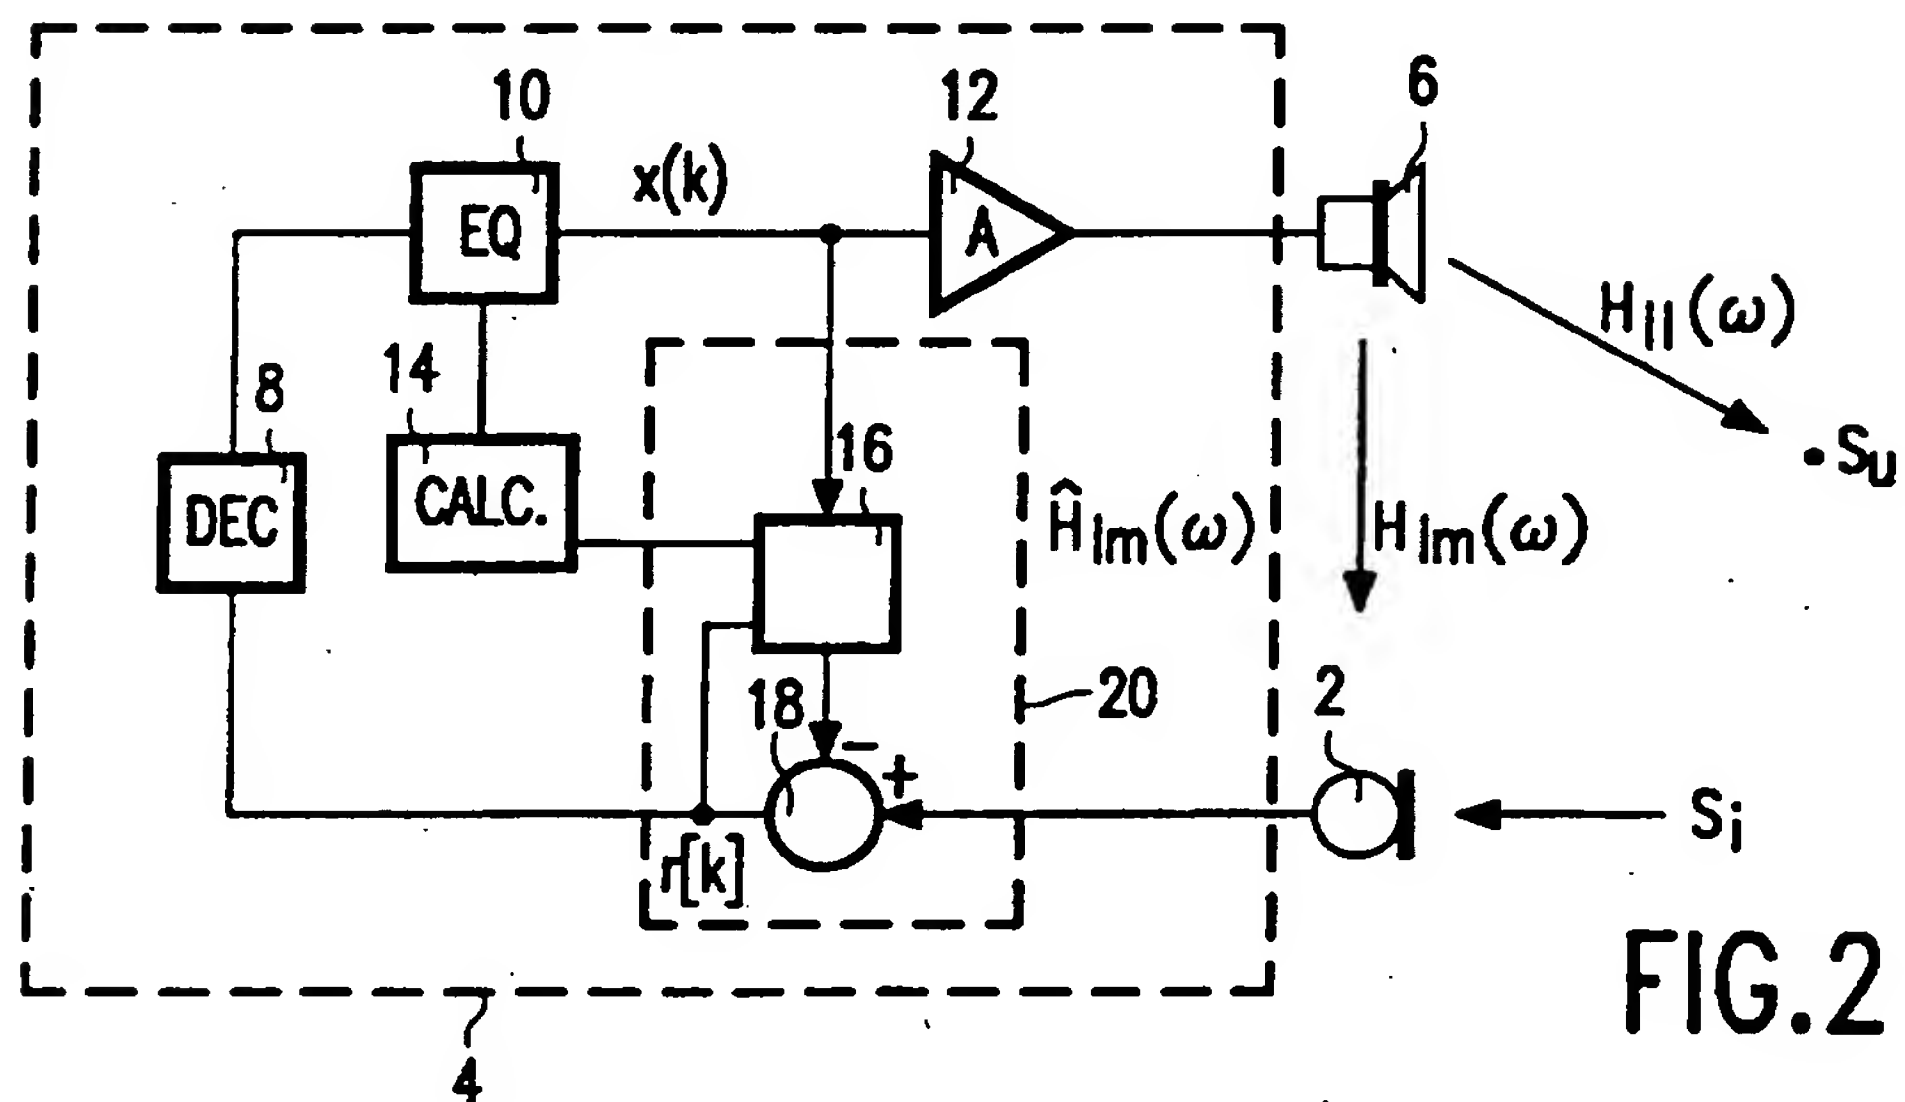 10
12
6
x(k)
EQ
A
H_ll(ω)
14
8
16
S_u
CALC.
DEC
Ĥ_lm(ω)
H_lm(ω)
18
20
2
−
+
S_i
r[k]
FIG.2
4